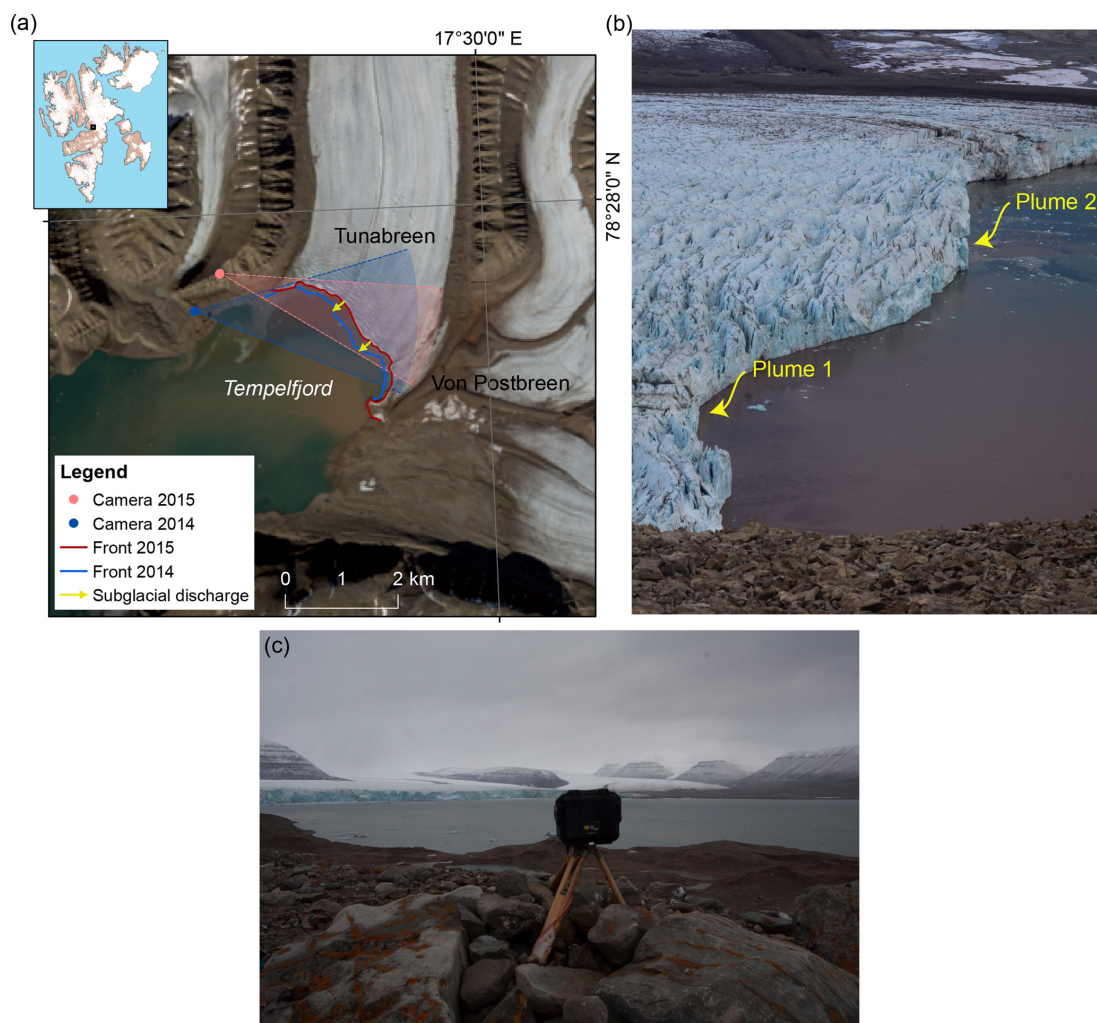 (a)
17°30'0" E
78°28'0" N
Tunabreen
Tempelfjord
Von Postbreen
Legend
Camera 2015
Camera 2014
Front 2015
Front 2014
Subglacial discharge
0 1 2 km
(b)
Plume 2
Plume 1
(c)